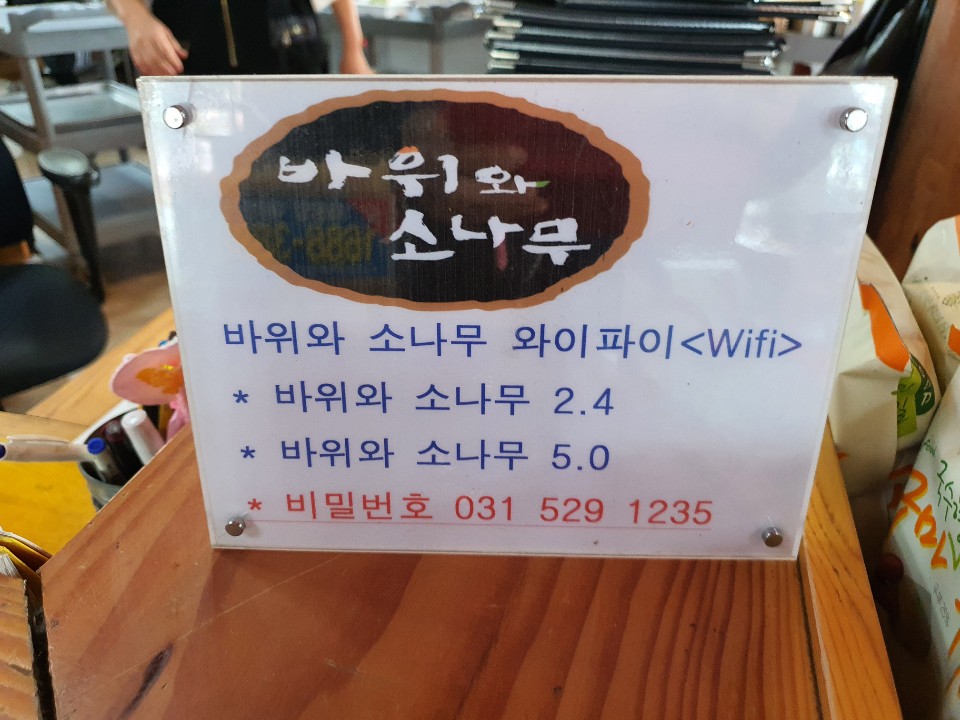 바위와
소나무
바위와 소나무 와이파이<Wifi>
* 바위와 소나무 2.4
* 바위와 소나무 5.0
* 비밀번호 031 529 1235